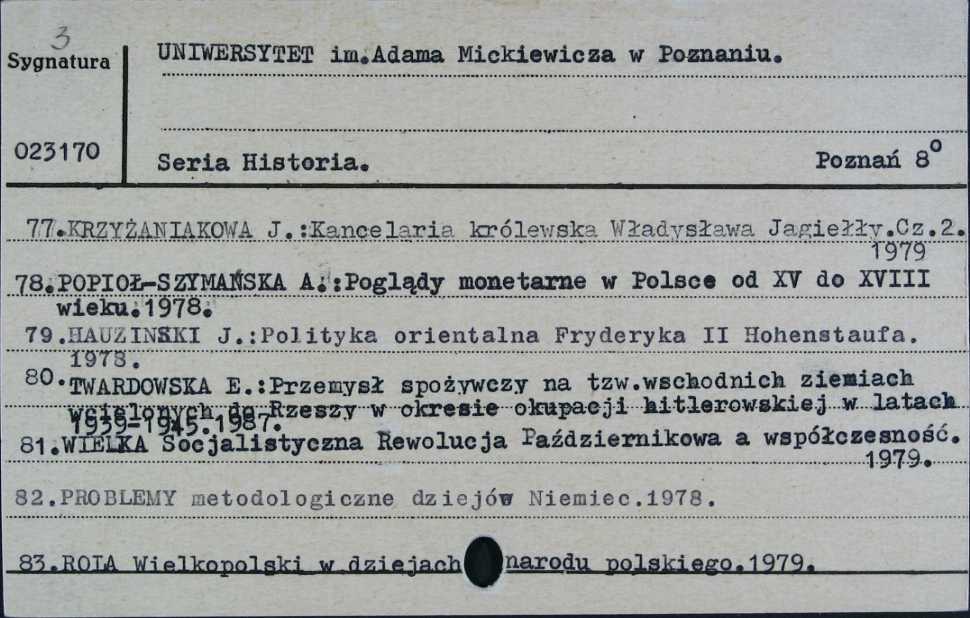 3
Sygnatura
UNIWERSYTET im.Adama Mickiewicza w Poznaniu.
023170
Seria Historia. Poznań 8°
77.KRZYŻANIAKOWA J.:Kancelaria królewska Władysława Jagiełły.Cz.2.
1979
78.POPIOŁ-SZYMAŃSKA A.:Poglądy monetarne w Polsce od XV do XVIII
wieku.1978.
79.HAUZINSKI J.:Polityka orientalna Fryderyka II Hohenstaufa.
1978.
80.TWARDOWSKA E.:Przemysł spożywczy na tzw.wschodnich ziemiach
wcielonych do Rzeszy w okresie okupacji hitlerowskiej w latach
1939-1945.1987.
81.WIELKA Socjalistyczna Rewolucja Październikowa a współczesność.
1979.
82.PROBLEMY metodologiczne dziejów Niemiec.1978.
83.ROLA Wielkopolski w dziejach narodu polskiego.1979.